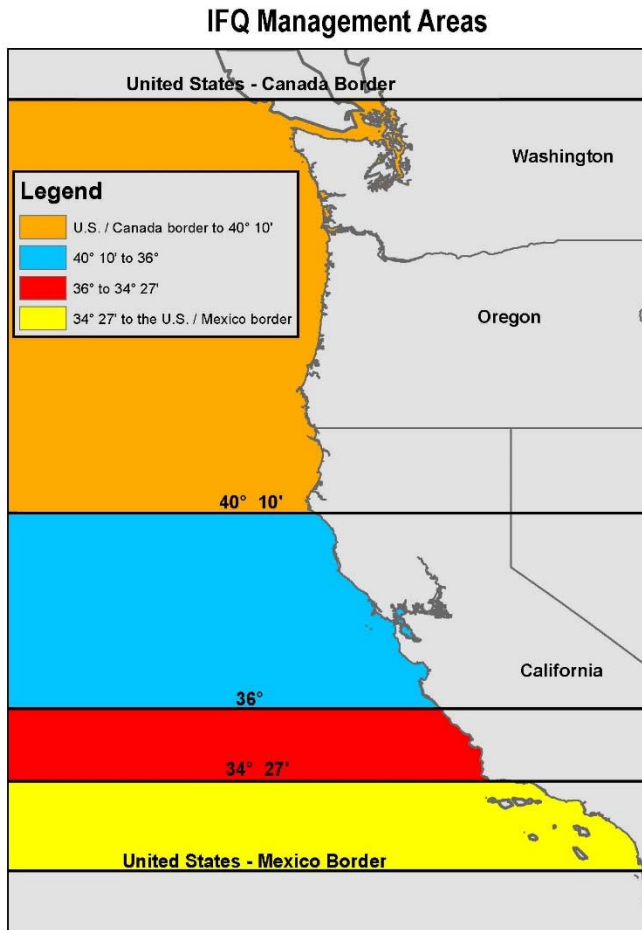 IFQ Management Areas
United States - Canada Border
Washington
Legend
U.S. / Canada border to 40° 10'
40° 10' to 36°
36° to 34° 27'
34° 27' to the U.S. / Mexico border
Oregon
40° 10'
California
36°
34° 27'
United States - Mexico Border